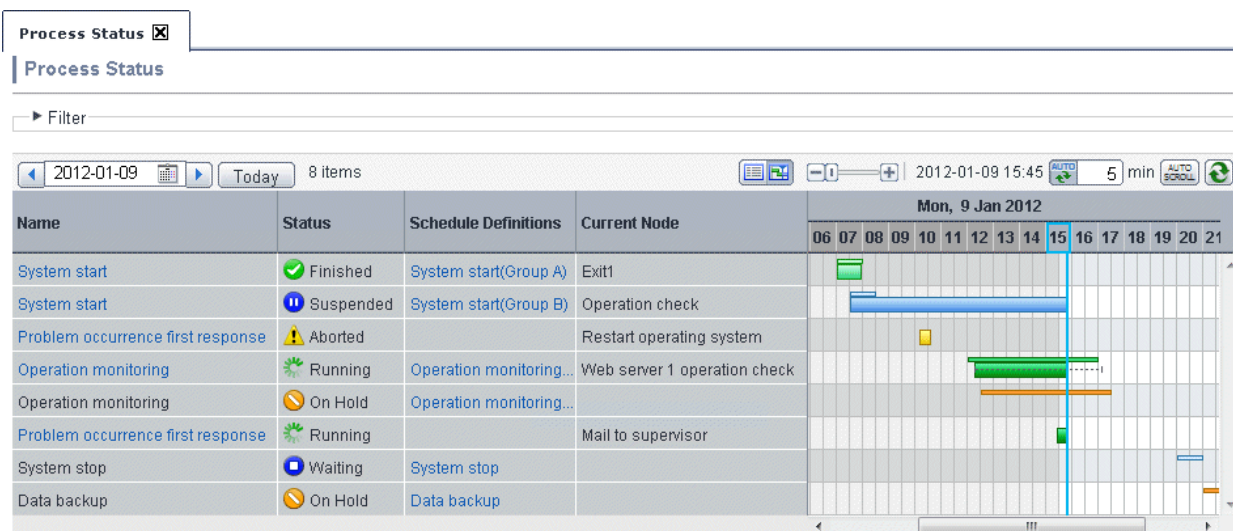 Process Status
Process Status
Filter
2012-01-09 Today 8 items 2012-01-09 15:45 AUTO 5 min AUTO SCROLL
Name Status Schedule Definitions Current Node Mon, 9 Jan 2012
06 07 08 09 10 11 12 13 14 15 16 17 18 19 20 21
System start Finished System start(Group A) Exit1
System start Suspended System start(Group B) Operation check
Problem occurrence first response Aborted Restart operating system
Operation monitoring Running Operation monitoring... Web server 1 operation check
Operation monitoring On Hold Operation monitoring...
Problem occurrence first response Running Mail to supervisor
System stop Waiting System stop
Data backup On Hold Data backup